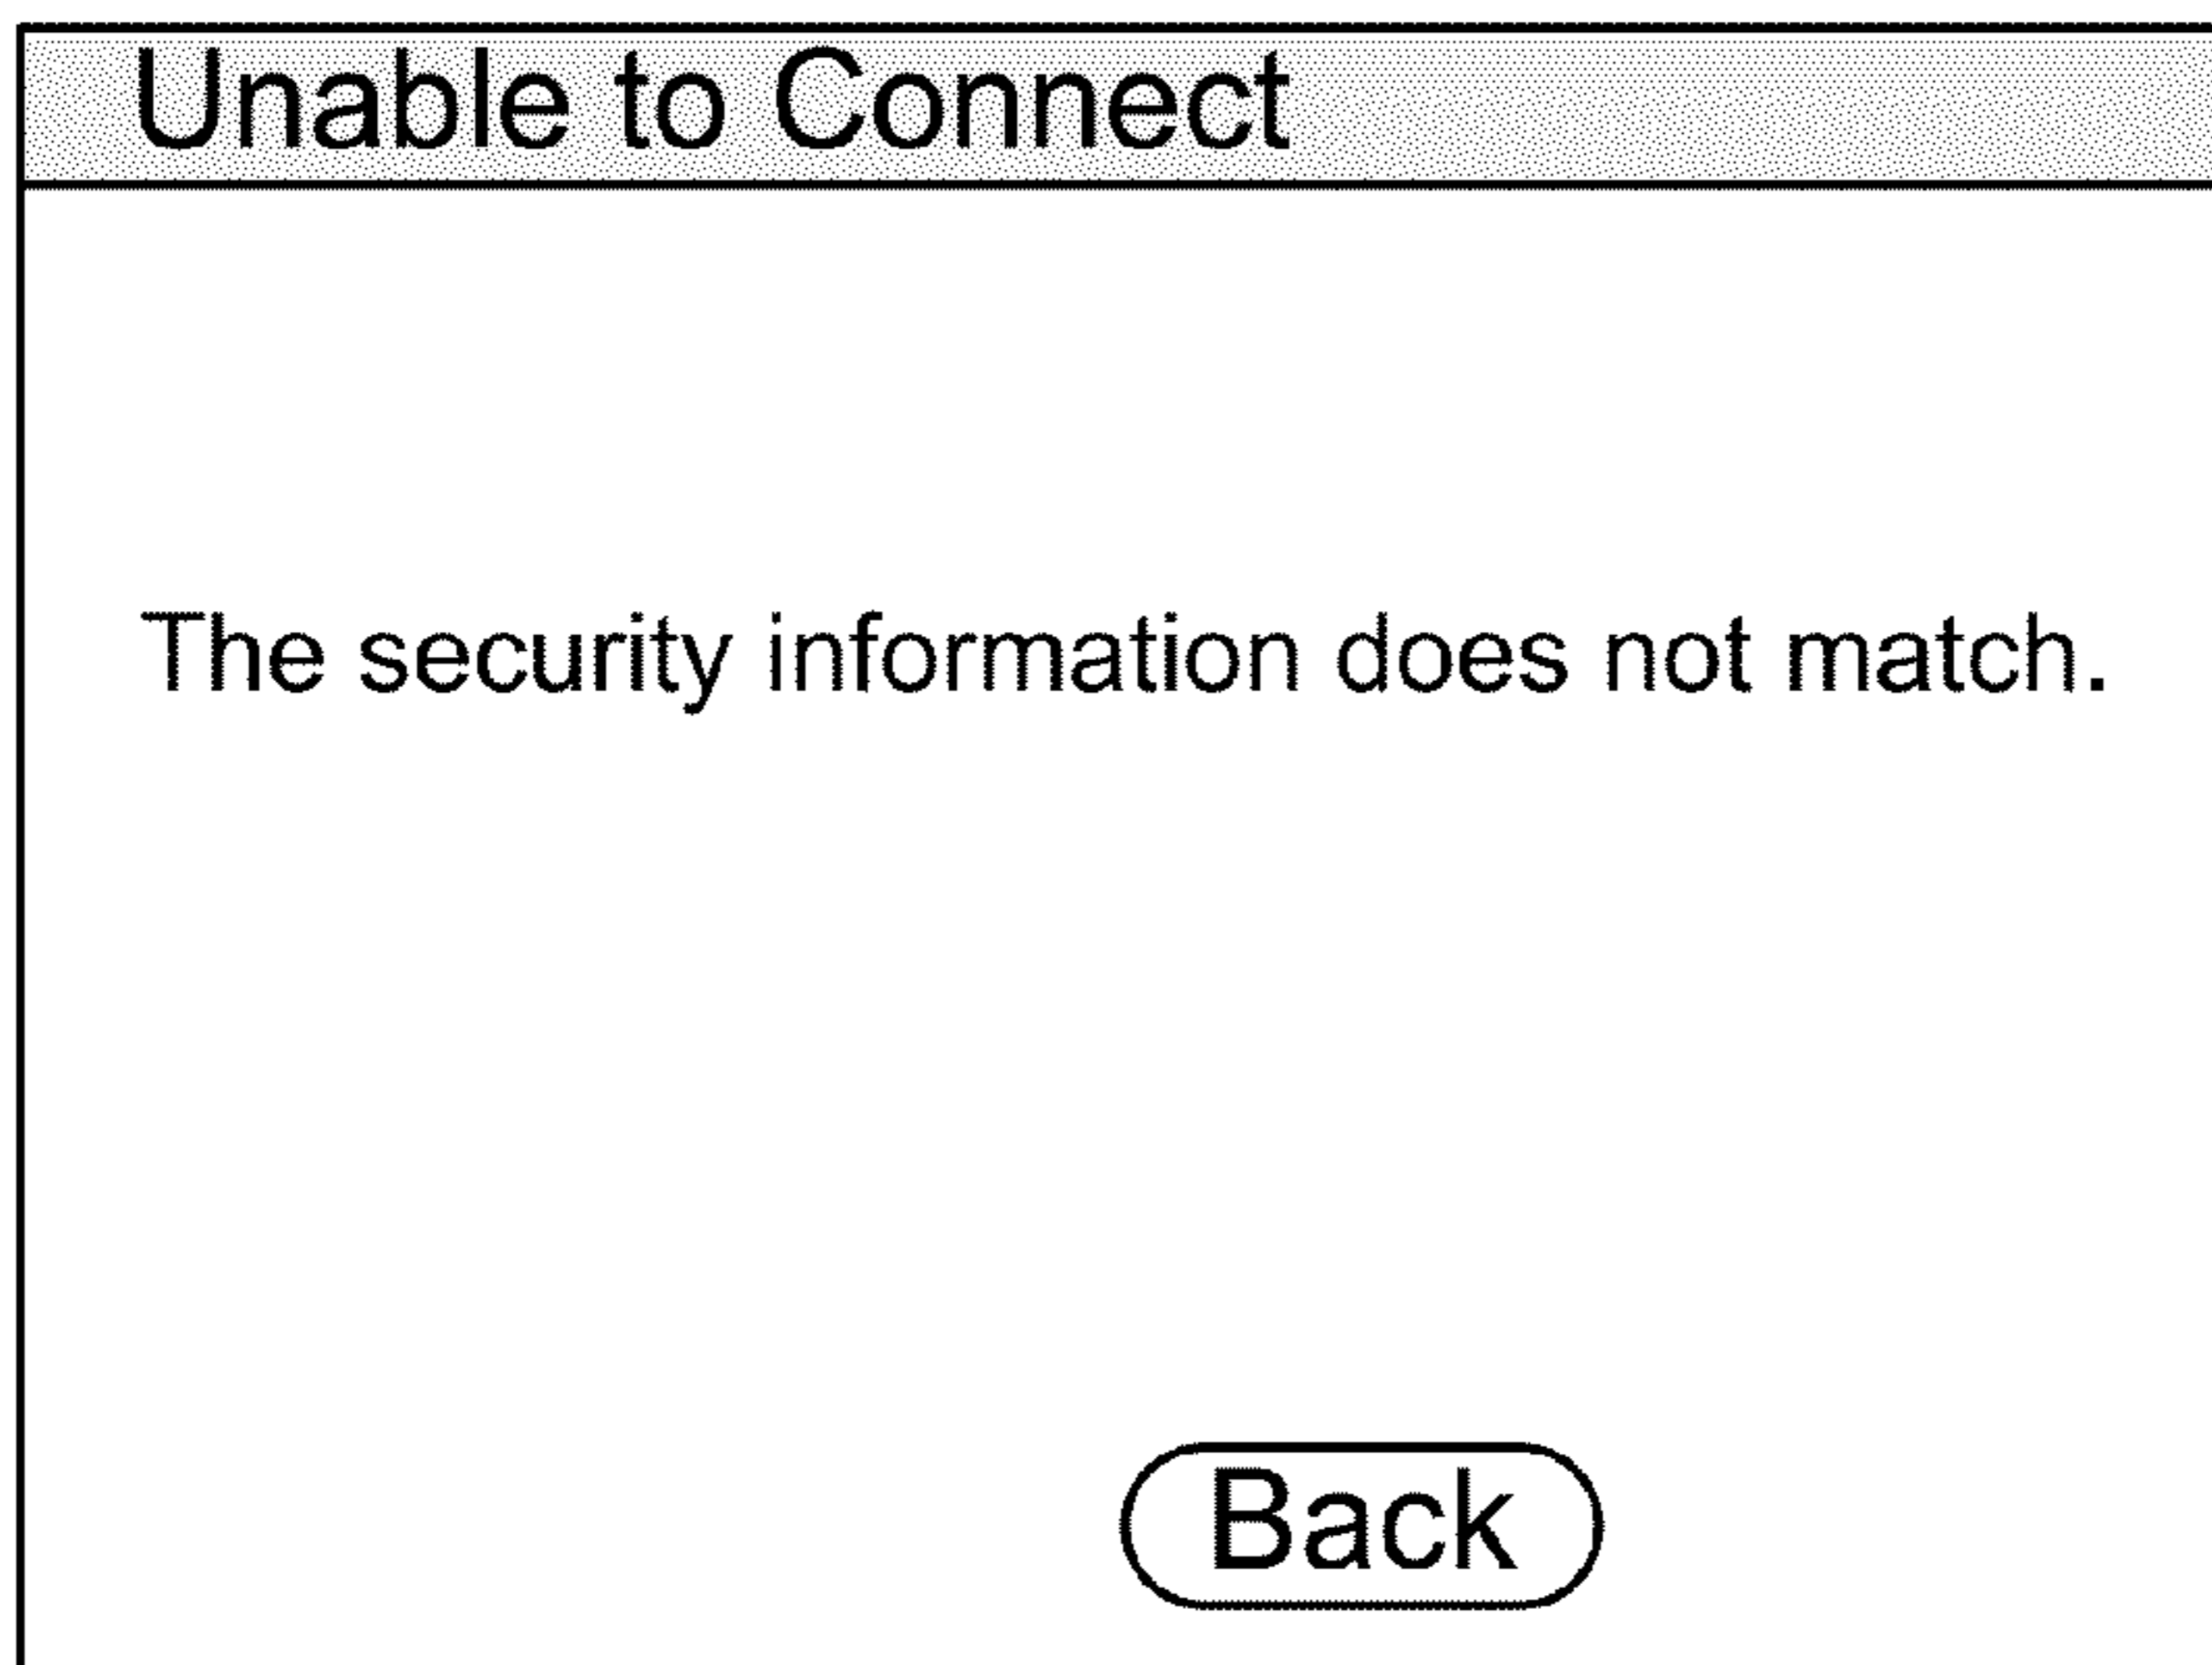 Unable to Connect
The security information does not match.
Back